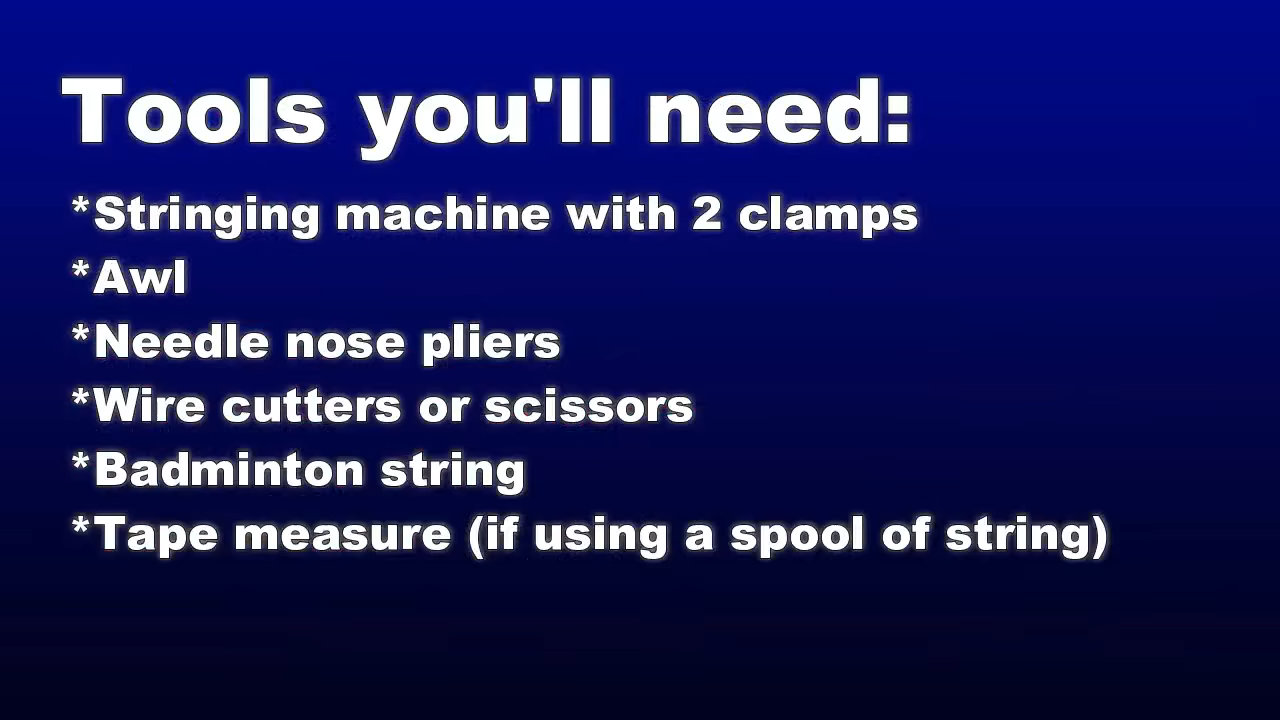 Tools you'll need:
*Stringing machine with 2 clamps
*Awl
*Needle nose pliers
*Wire cutters or scissors
*Badminton string
*Tape measure (if using a spool of string)